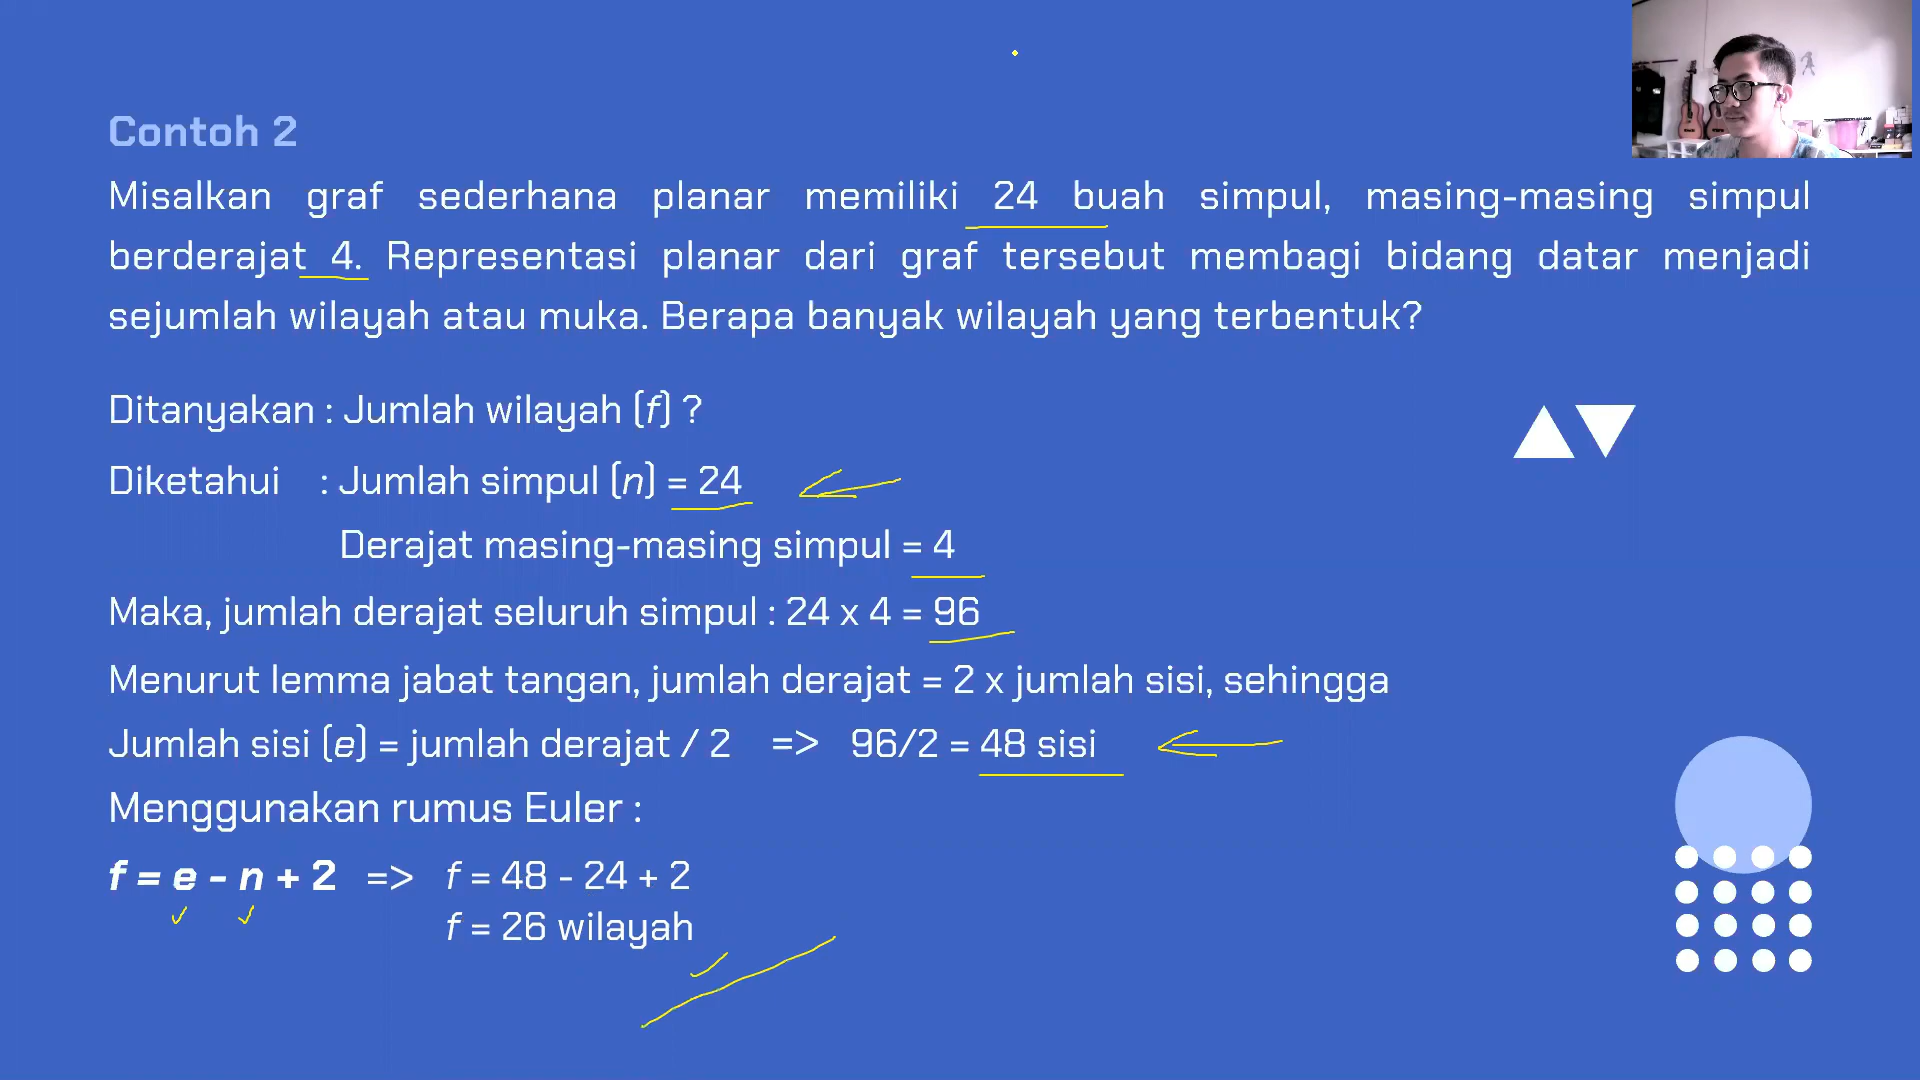 Contoh 2
Misalkan graf sederhana planar memiliki 24 buah simpul, masing-masing simpul
berderajat 4. Representasi planar dari graf tersebut membagi bidang datar menjadi
sejumlah wilayah atau muka. Berapa banyak wilayah yang terbentuk?
Ditanyakan : Jumlah wilayah (f) ?
Diketahui : Jumlah simpul (n) = 24
Derajat masing-masing simpul = 4
Maka, jumlah derajat seluruh simpul : 24 x 4 = 96
Menurut lemma jabat tangan, jumlah derajat = 2 x jumlah sisi, sehingga
Jumlah sisi (e) = jumlah derajat / 2 => 96/2 = 48 sisi
Menggunakan rumus Euler :
f = e - n + 2 => f = 48 - 24 + 2
f = 26 wilayah